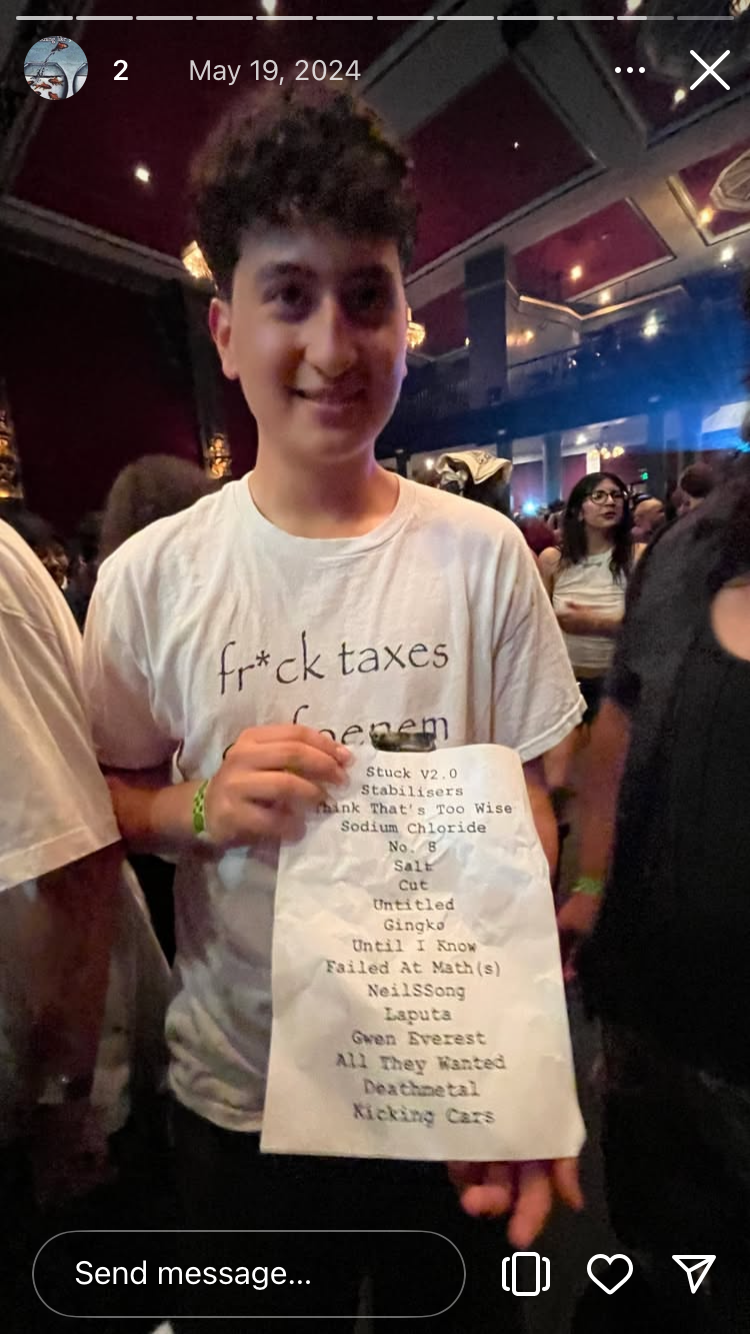 2 May 19, 2024
fr*ck taxes
Stuck V2.0
Stabilisers
Think That's Too Wise
Sodium Chloride
No. 8
Salt
Cut
Untitled
Gingko
Until I Know
Failed At Math(s)
NeilSSong
Laputa
Gwen Everest
All They Wanted
Deathmetal
Kicking Cars
Send message...